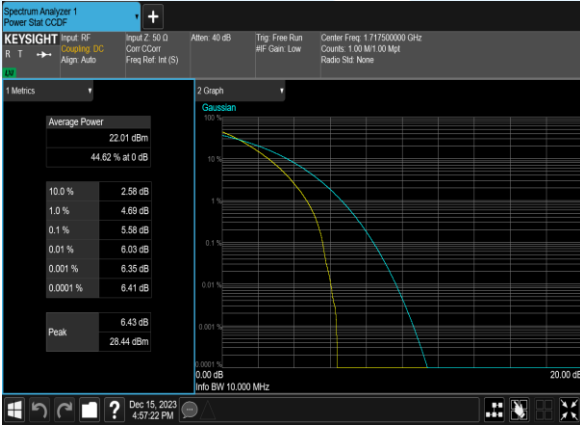 Spectrum Analyzer 1
Power Stat CCDF
KEYSIGHT
R T
LVI
Input: RF
Coupling: DC
Align: Auto
Input Z: 50 Ω
Corr CCorr
Freq Ref: Int (S)
Atten: 40 dB
Trig: Free Run
#IF Gain: Low
Center Freq: 1.717500000 GHz
Counts: 1.00 M/1.00 Mpt
Radio Std: None
1 Metrics
Average Power
22.01 dBm
44.62 % at 0 dB
10.0 % 2.58 dB
1.0 % 4.69 dB
0.1 % 5.58 dB
0.01 % 6.03 dB
0.001 % 6.35 dB
0.0001 % 6.41 dB
Peak
6.43 dB
28.44 dBm
2 Graph
Gaussian
100 %
10 %
1 %
0.1 %
0.01 %
0.001 %
0.0001 %
0.00 dB
20.00 dB
Info BW 10.000 MHz
?
Dec 15, 2023
4:57:22 PM